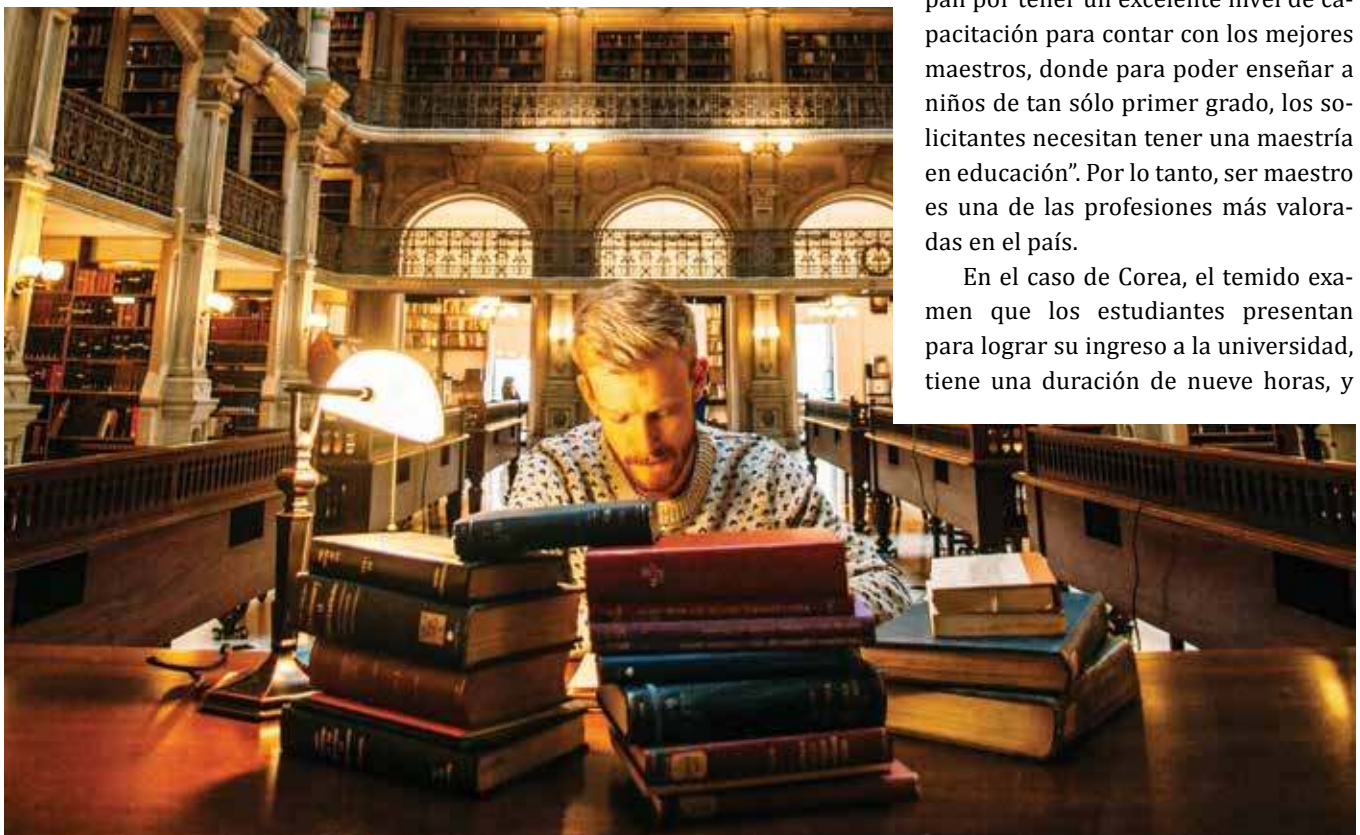 pan por tener un excelente nivel de ca-
pacitación para contar con los mejores
maestros, donde para poder enseñar a
niños de tan sólo primer grado, los so-
licitantes necesitan tener una maestría
en educación”. Por lo tanto, ser maestro
es una de las profesiones más valora-
das en el país.
En el caso de Corea, el temido exa-
men que los estudiantes presentan
para lograr su ingreso a la universidad,
tiene una duración de nueve horas, y